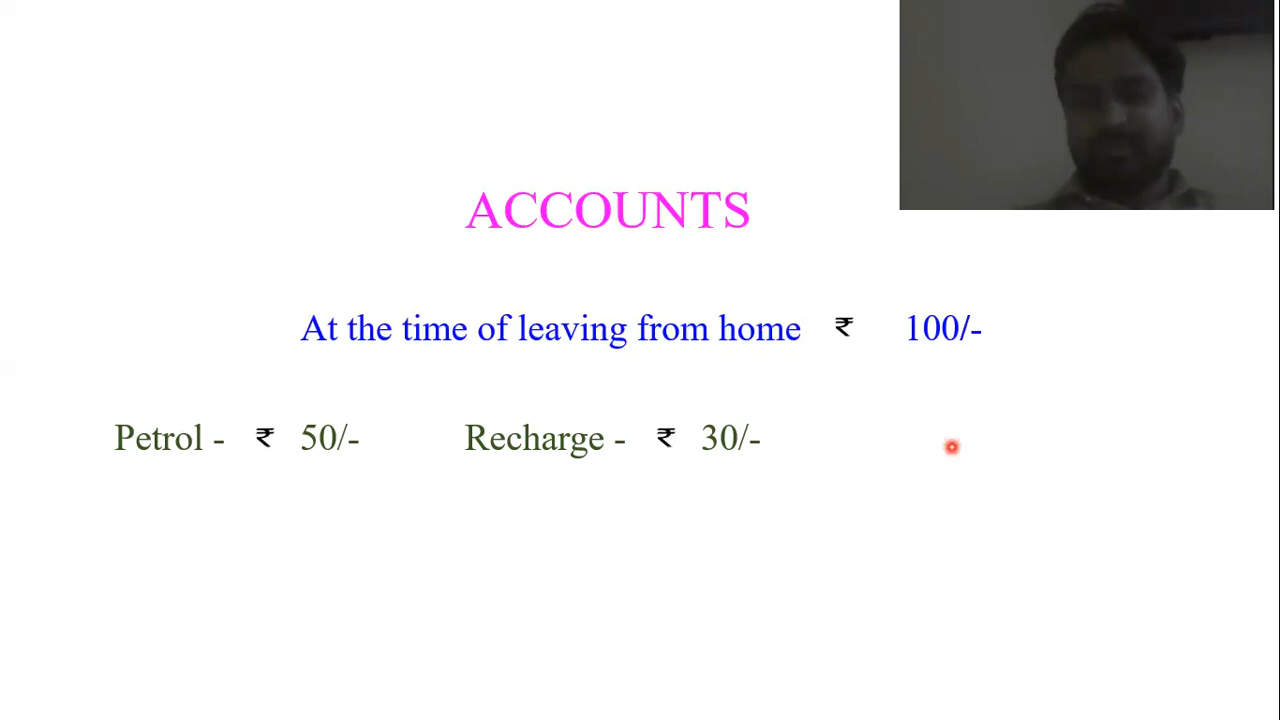 ACCOUNTS
At the time of leaving from home ₹ 100/-
Petrol - ₹ 50/- Recharge - ₹ 30/-